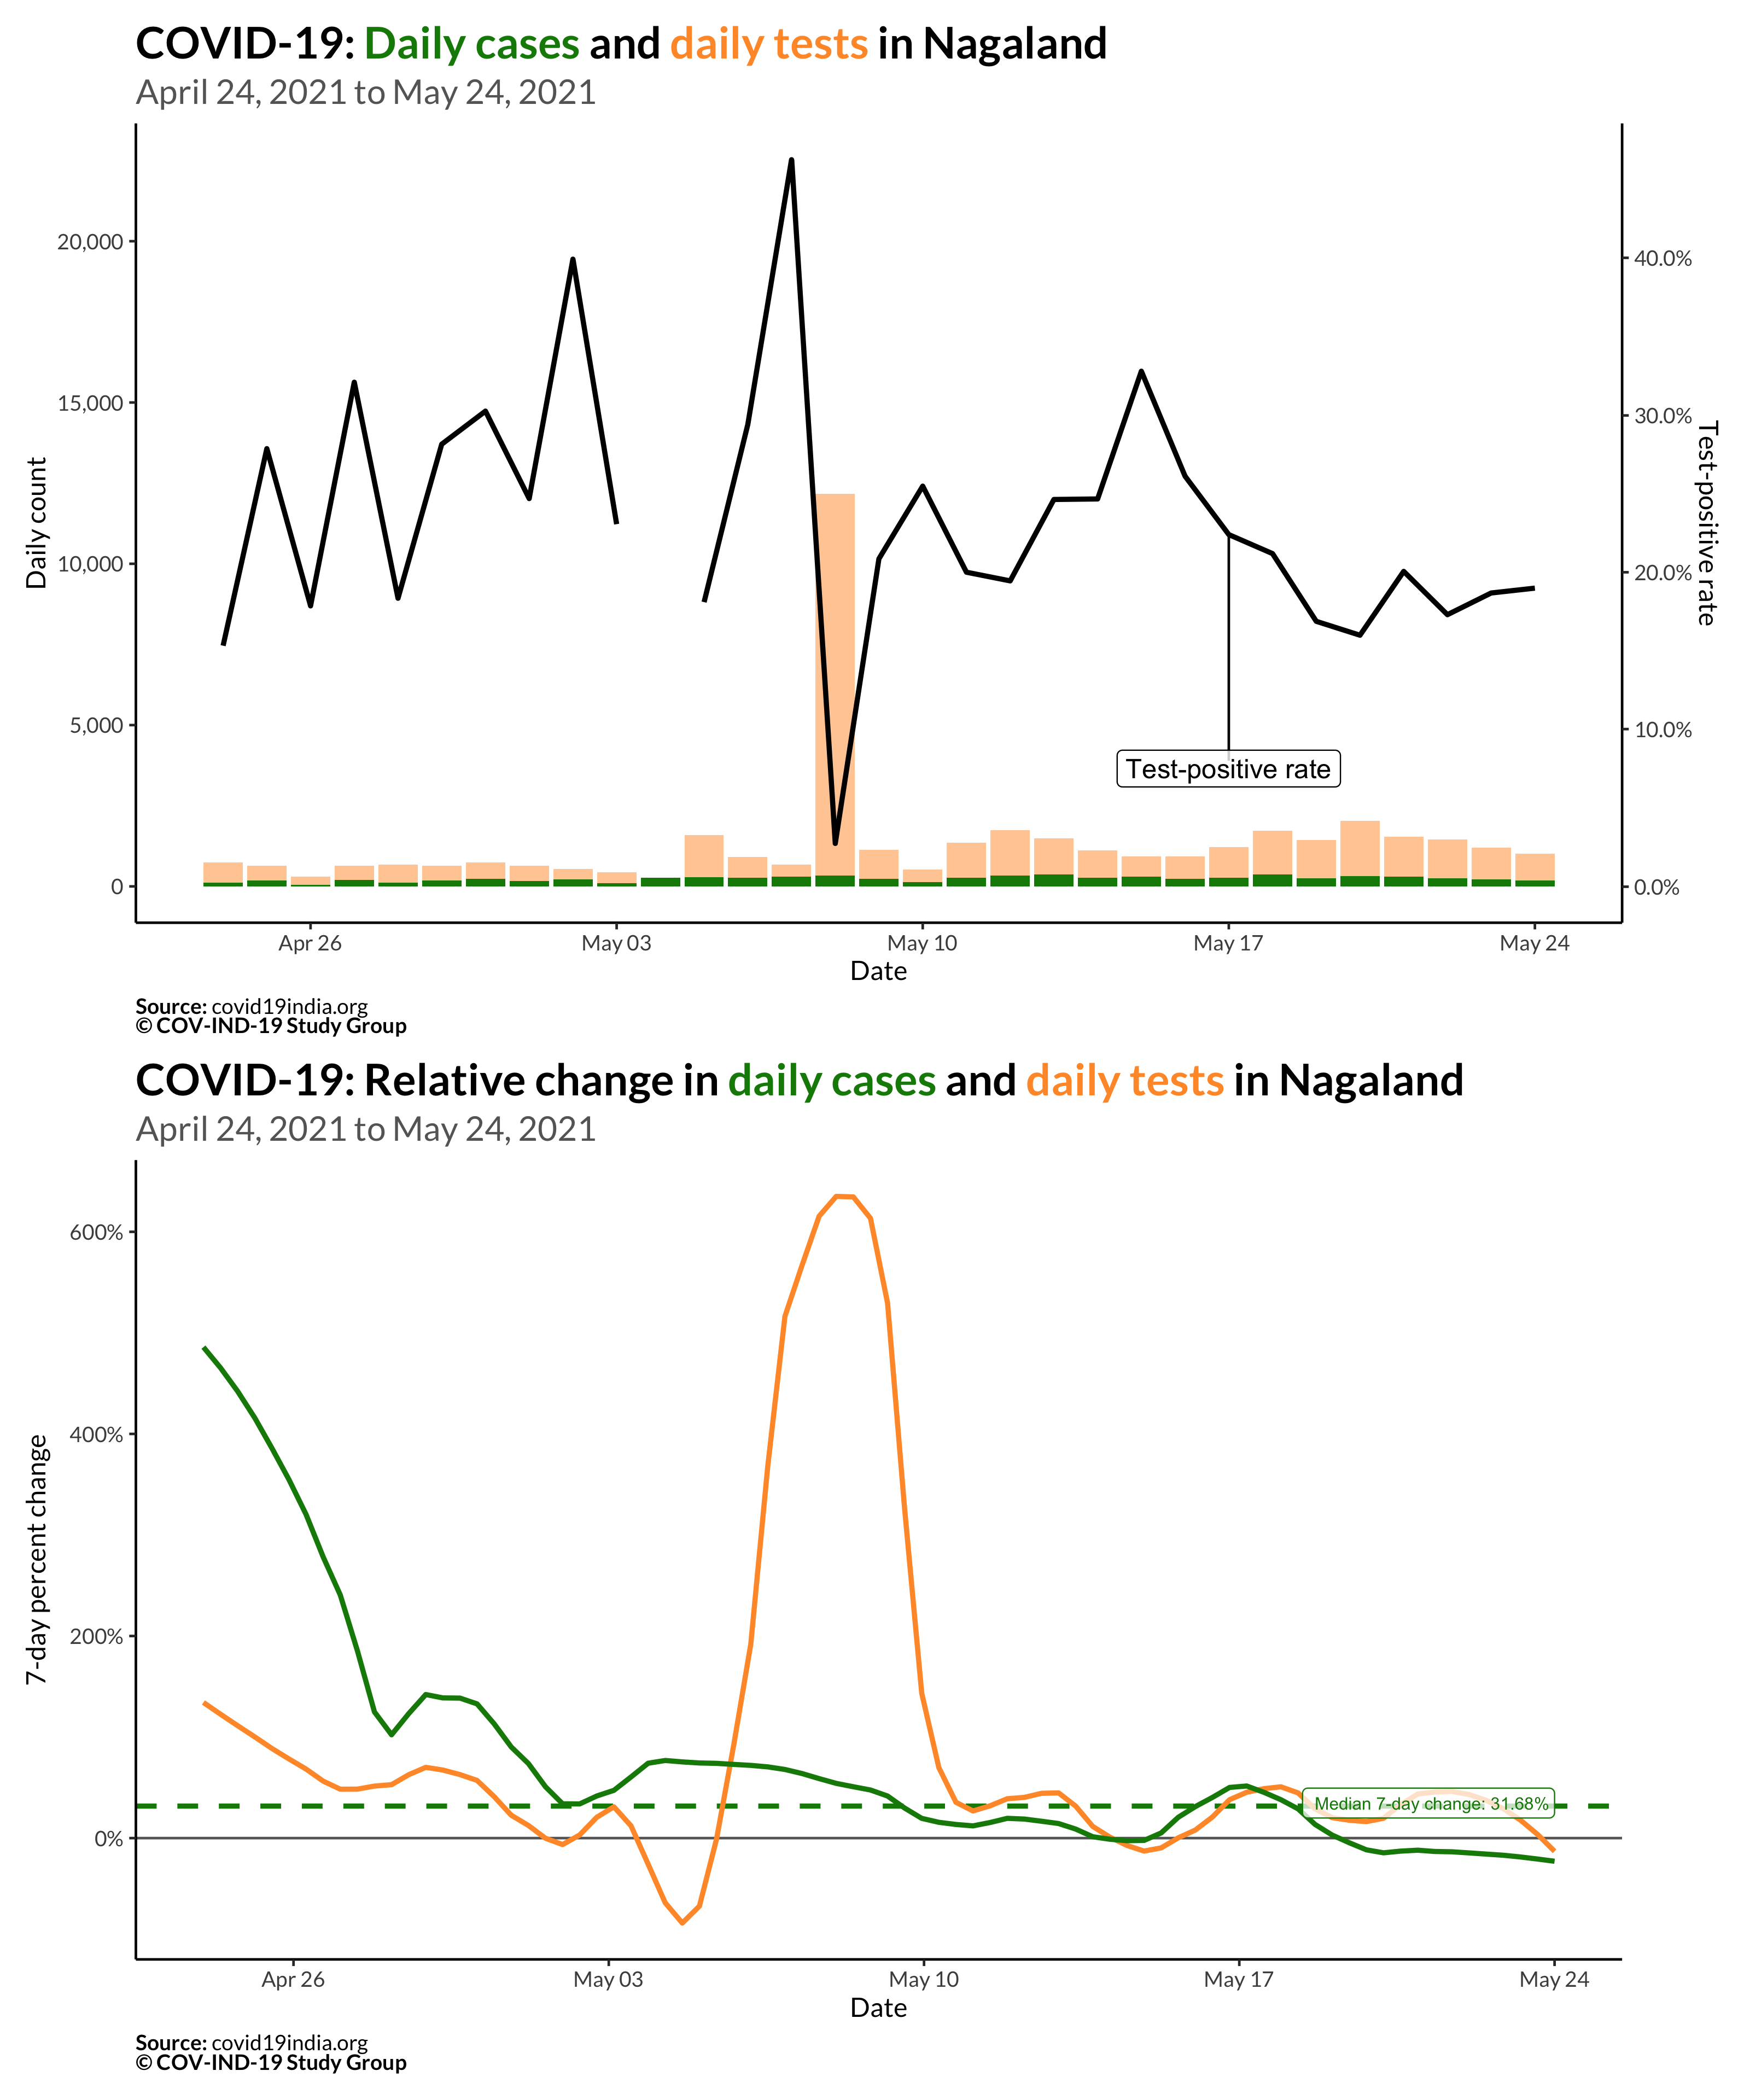 COVID-19: Daily cases and daily tests in Nagaland
April 24, 2021 to May 24, 2021
Daily count
20,000
15,000
10,000
5,000
0
40.0%
30.0%
20.0%
10.0%
0.0%
Test-positive rate
Test-positive rate
Apr 26
May 03
May 10
May 17
May 24
Date
Source: covid19india.org
© COV-IND-19 Study Group
COVID-19: Relative change in daily cases and daily tests in Nagaland
April 24, 2021 to May 24, 2021
7-day percent change
600%
400%
200%
0%
Median 7-day change: 31.68%
Apr 26
May 03
May 10
May 17
May 24
Date
Source: covid19india.org
© COV-IND-19 Study Group